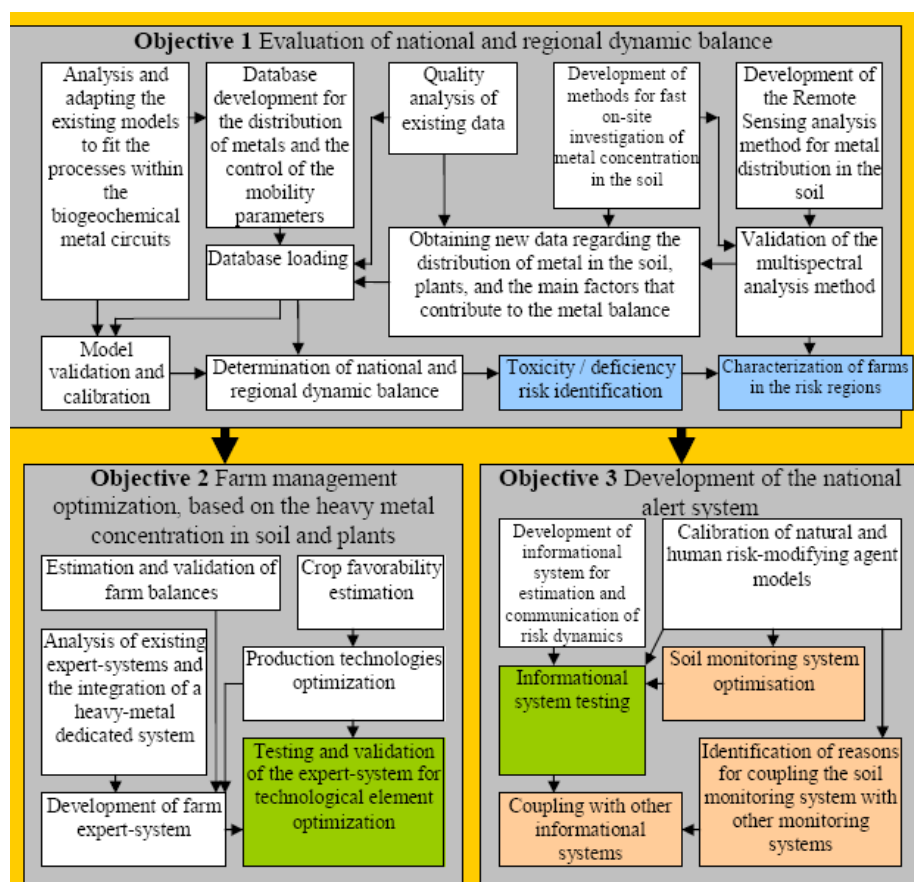 Objective 1 Evaluation of national and regional dynamic balance
Analysis and
adapting the
existing models
to fit the
processes within
the
biogeochemical
metal circuits
Database
development for
the distribution
of metals and the
control of the
mobility
parameters
Quality
analysis of
existing data
Development of
methods for fast
on-site
investigation of
metal concentration
in the soil
Development of
the Remote
Sensing analysis
method for metal
distribution in the
soil
Database loading
Obtaining new data regarding the
distribution of metal in the soil,
plants, and the main factors that
contribute to the metal balance
Validation of the
multispectral
analysis method
Model
validation and
calibration
Determination of national and
regional dynamic balance
Toxicity / deficiency
risk identification
Characterization of farms
in the risk regions
Objective 2 Farm management
optimization, based on the heavy metal
concentration in soil and plants
Estimation and validation of
farm balances
Crop favorability
estimation
Analysis of existing
expert-systems and
the integration of a
heavy-metal
dedicated system
Production technologies
optimization
Testing and validation
of the expert-system for
technological element
optimization
Development of farm
expert-system
Objective 3 Development of the national
alert system
Development of
informational
system for
estimation and
communication of
risk dynamics
Calibration of natural and
human risk-modifying agent
models
Informational
system testing
Soil monitoring system
optimisation
Identification of reasons
for coupling the soil
monitoring system with
other monitoring
systems
Coupling with other
informational
systems